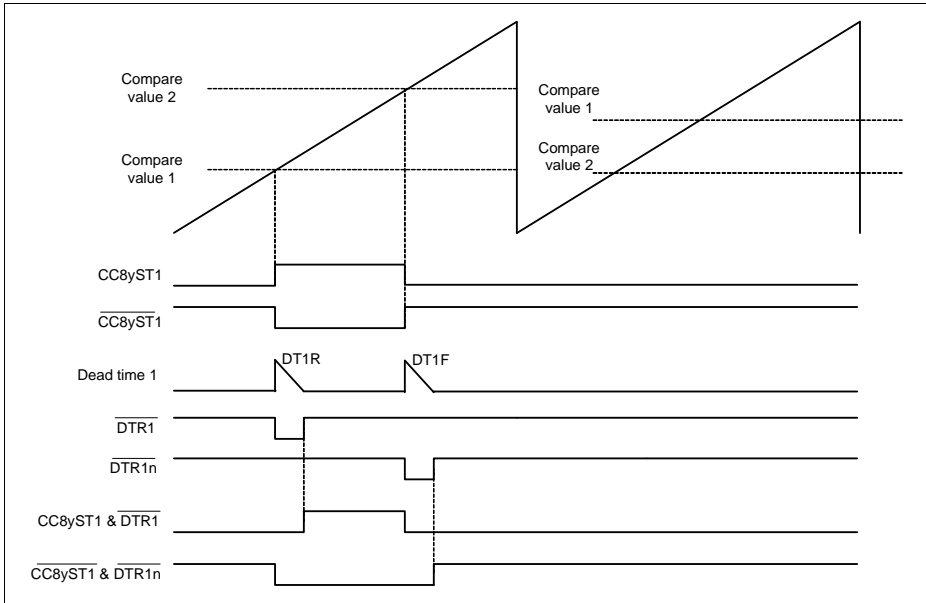 Compare
value 2
Compare
value 1
Compare
value 1
Compare
value 2
CC8yST1
CC8yST1
Dead time 1
DT1R
DT1F
DTR1
DTR1n
CC8yST1 & DTR1
CC8yST1 & DTR1n